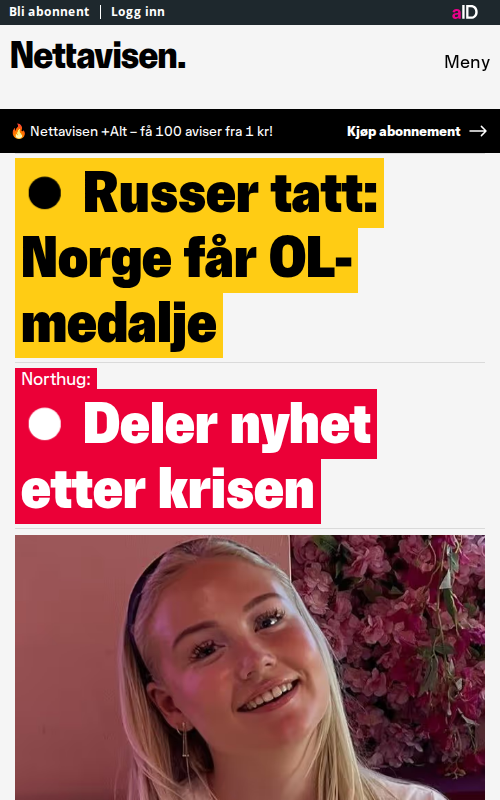 Bli abonnent | Logg inn
aID
Nettavisen.
Meny
🔥 Nettavisen +Alt – få 100 aviser fra 1 kr!
Kjøp abonnement →
● Russer tatt:
Norge får OL-
medalje
Northug:
● Deler nyhet
etter krisen